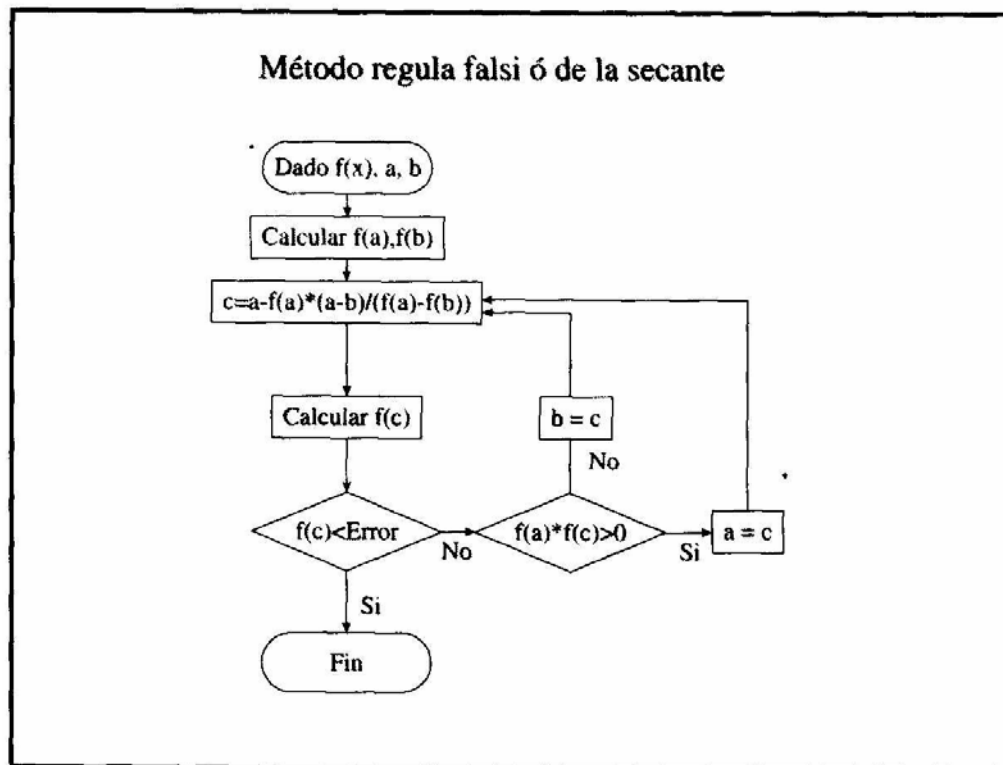 Método regula falsi ó de la secante
Dado f(x), a, b
Calcular f(a),f(b)
c=a-f(a)*(a-b)/(f(a)-f(b))
Calcular f(c)
b = c
No
f(c)<Error
No
f(a)*f(c)>0
Si
a = c
Si
Fin